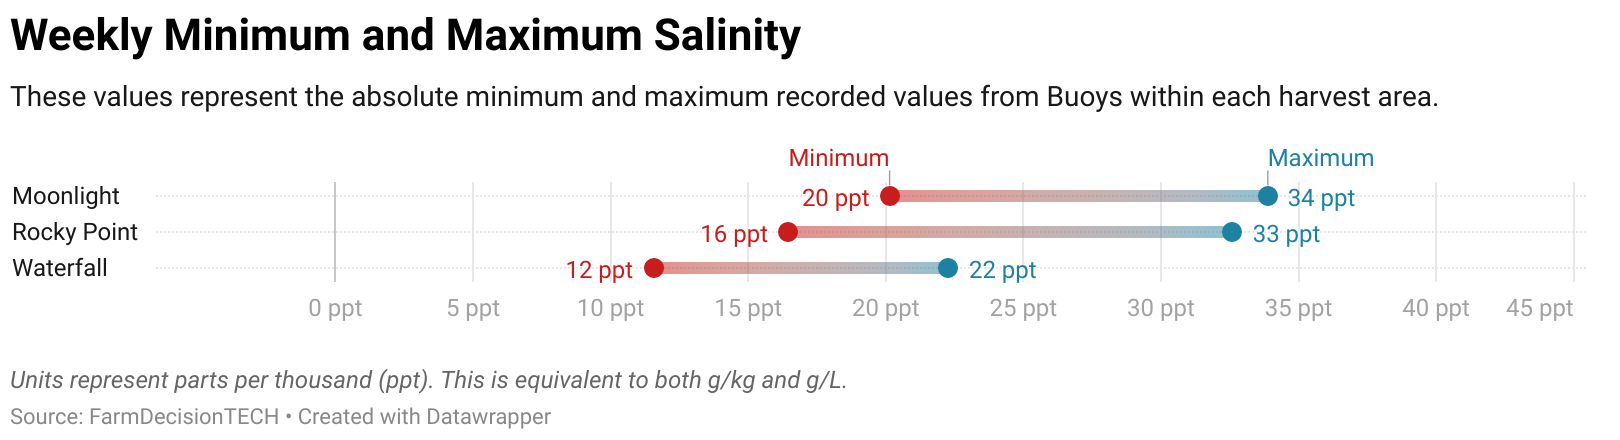 Weekly Minimum and Maximum Salinity
These values represent the absolute minimum and maximum recorded values from Buoys within each harvest area.
Minimum Maximum
Moonlight 20 ppt 34 ppt
Rocky Point 16 ppt 33 ppt
Waterfall 12 ppt 22 ppt
0 ppt 5 ppt 10 ppt 15 ppt 20 ppt 25 ppt 30 ppt 35 ppt 40 ppt 45 ppt
Units represent parts per thousand (ppt). This is equivalent to both g/kg and g/L.
Source: FarmDecisionTECH • Created with Datawrapper